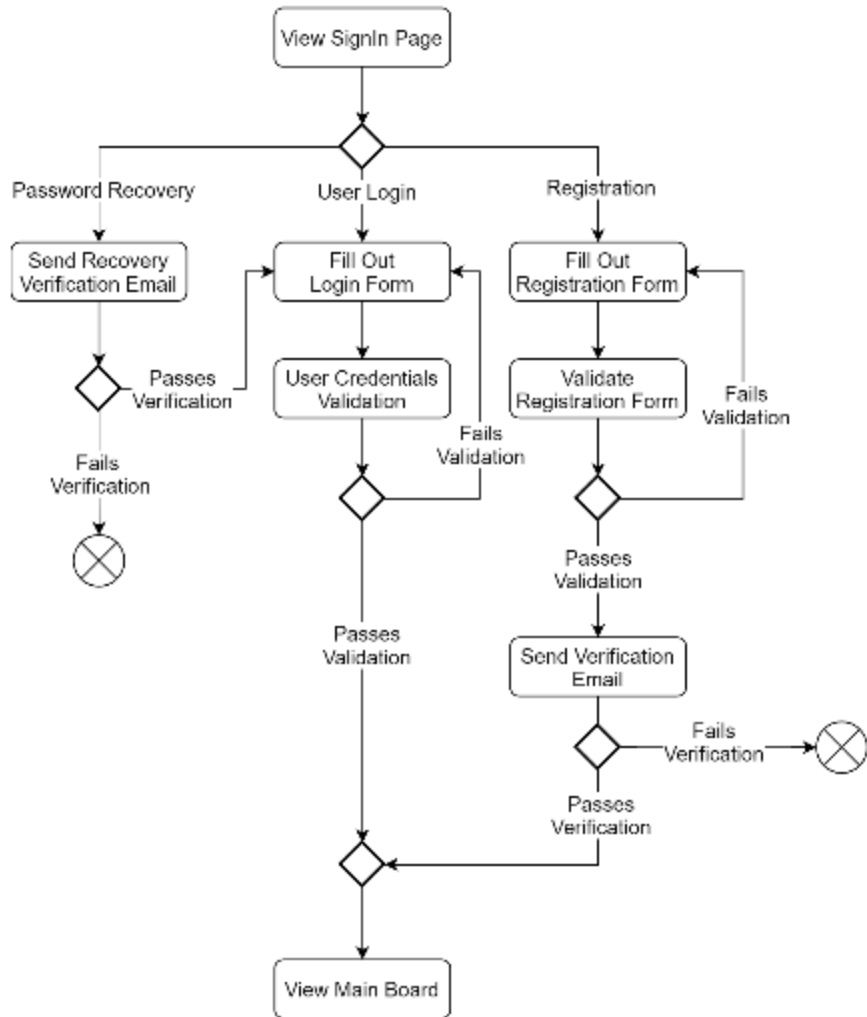 View SignIn Page
Password Recovery
User Login
Registration
Send Recovery
Verification Email
Fill Out
Login Form
Fill Out
Registration Form
Passes
Verification
User Credentials
Validation
Validate
Registration Form
Fails
Validation
Fails
Validation
Fails
Verification
Passes
Validation
Passes
Validation
Send Verification
Email
Fails
Verification
Passes
Verification
View Main Board